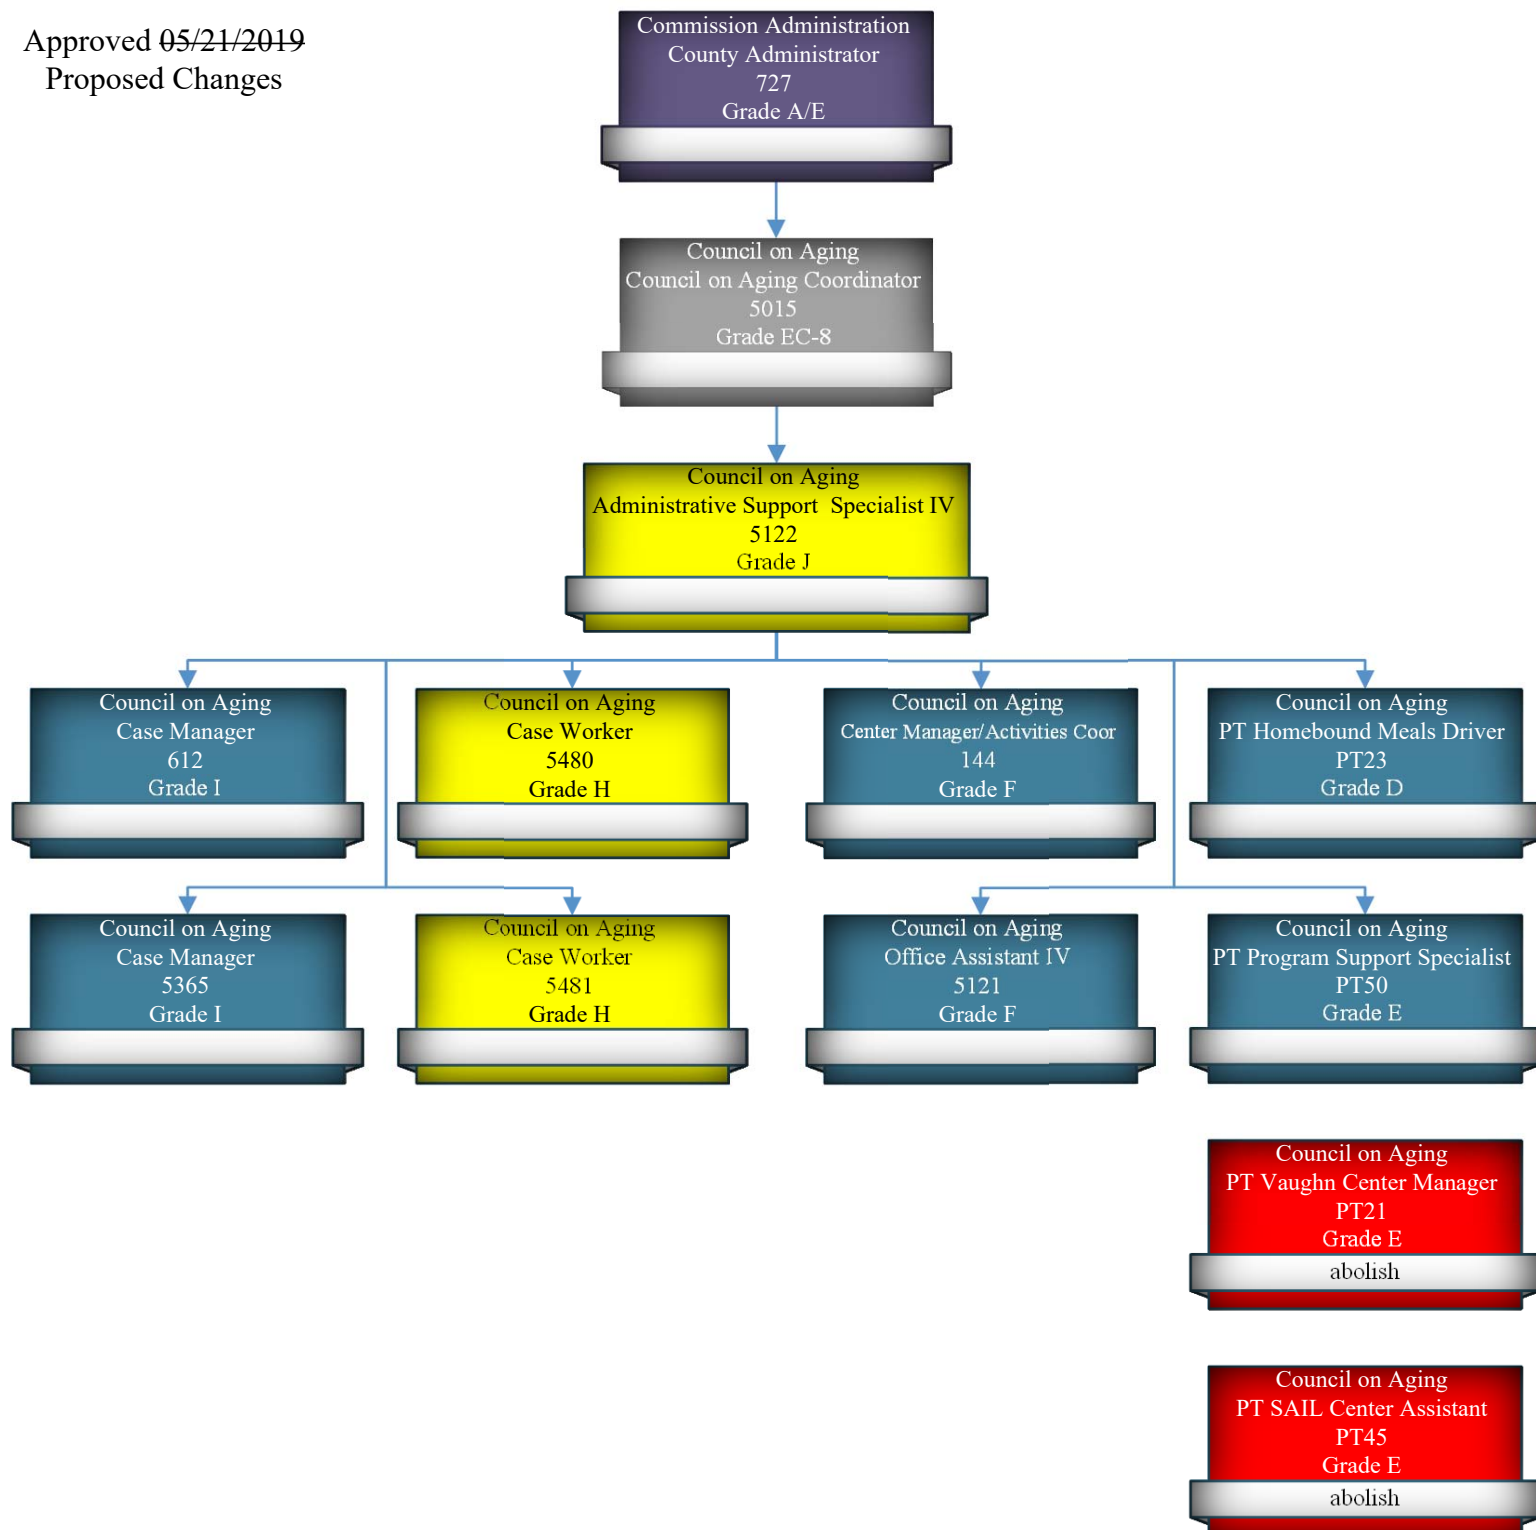 Approved 05/21/2019
Proposed Changes
Commission Administration
County Administrator
727
Grade A/E
Council on Aging
Council on Aging Coordinator
5015
Grade EC-8
Council on Aging
Administrative Support Specialist IV
5122
Grade J
Council on Aging
Case Manager
612
Grade I
Council on Aging
Case Worker
5480
Grade H
Council on Aging
Center Manager/Activities Coor
144
Grade F
Council on Aging
PT Homebound Meals Driver
PT23
Grade D
Council on Aging
Case Manager
5365
Grade I
Council on Aging
Case Worker
5481
Grade H
Council on Aging
Office Assistant IV
5121
Grade F
Council on Aging
PT Program Support Specialist
PT50
Grade E
Council on Aging
PT Vaughn Center Manager
PT21
Grade E
abolish
Council on Aging
PT SAIL Center Assistant
PT45
Grade E
abolish